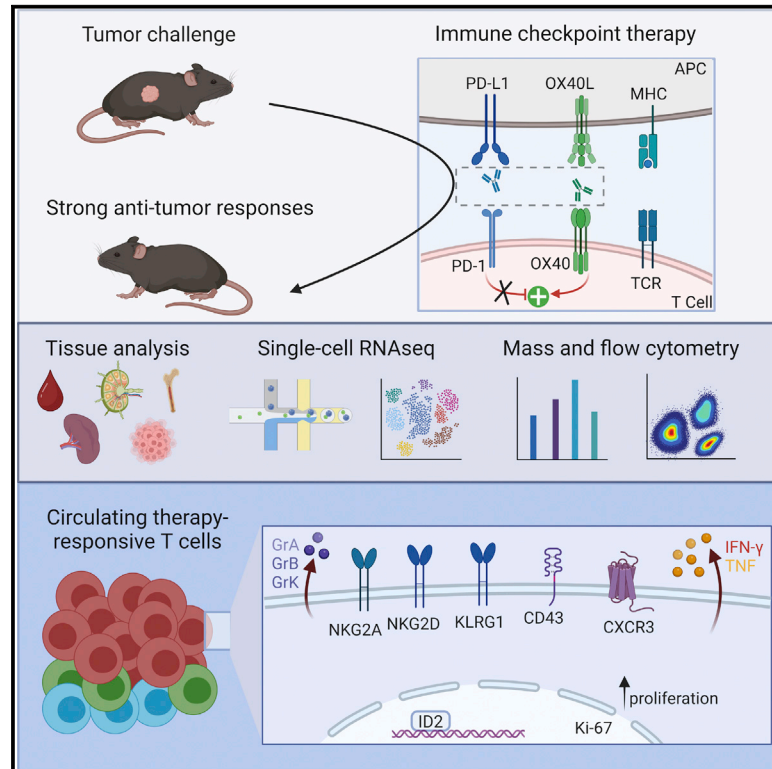 Tumor challenge
Strong anti-tumor responses
Immune checkpoint therapy
APC
PD-L1
OX40L
MHC
PD-1
OX40
TCR
T Cell
Tissue analysis
Single-cell RNAseq
Mass and flow cytometry
Circulating therapy-
responsive T cells
GrA
GrB
GrK
NKG2A
NKG2D
KLRG1
CD43
CXCR3
IFN-γ
TNF
ID2
Ki-67
proliferation